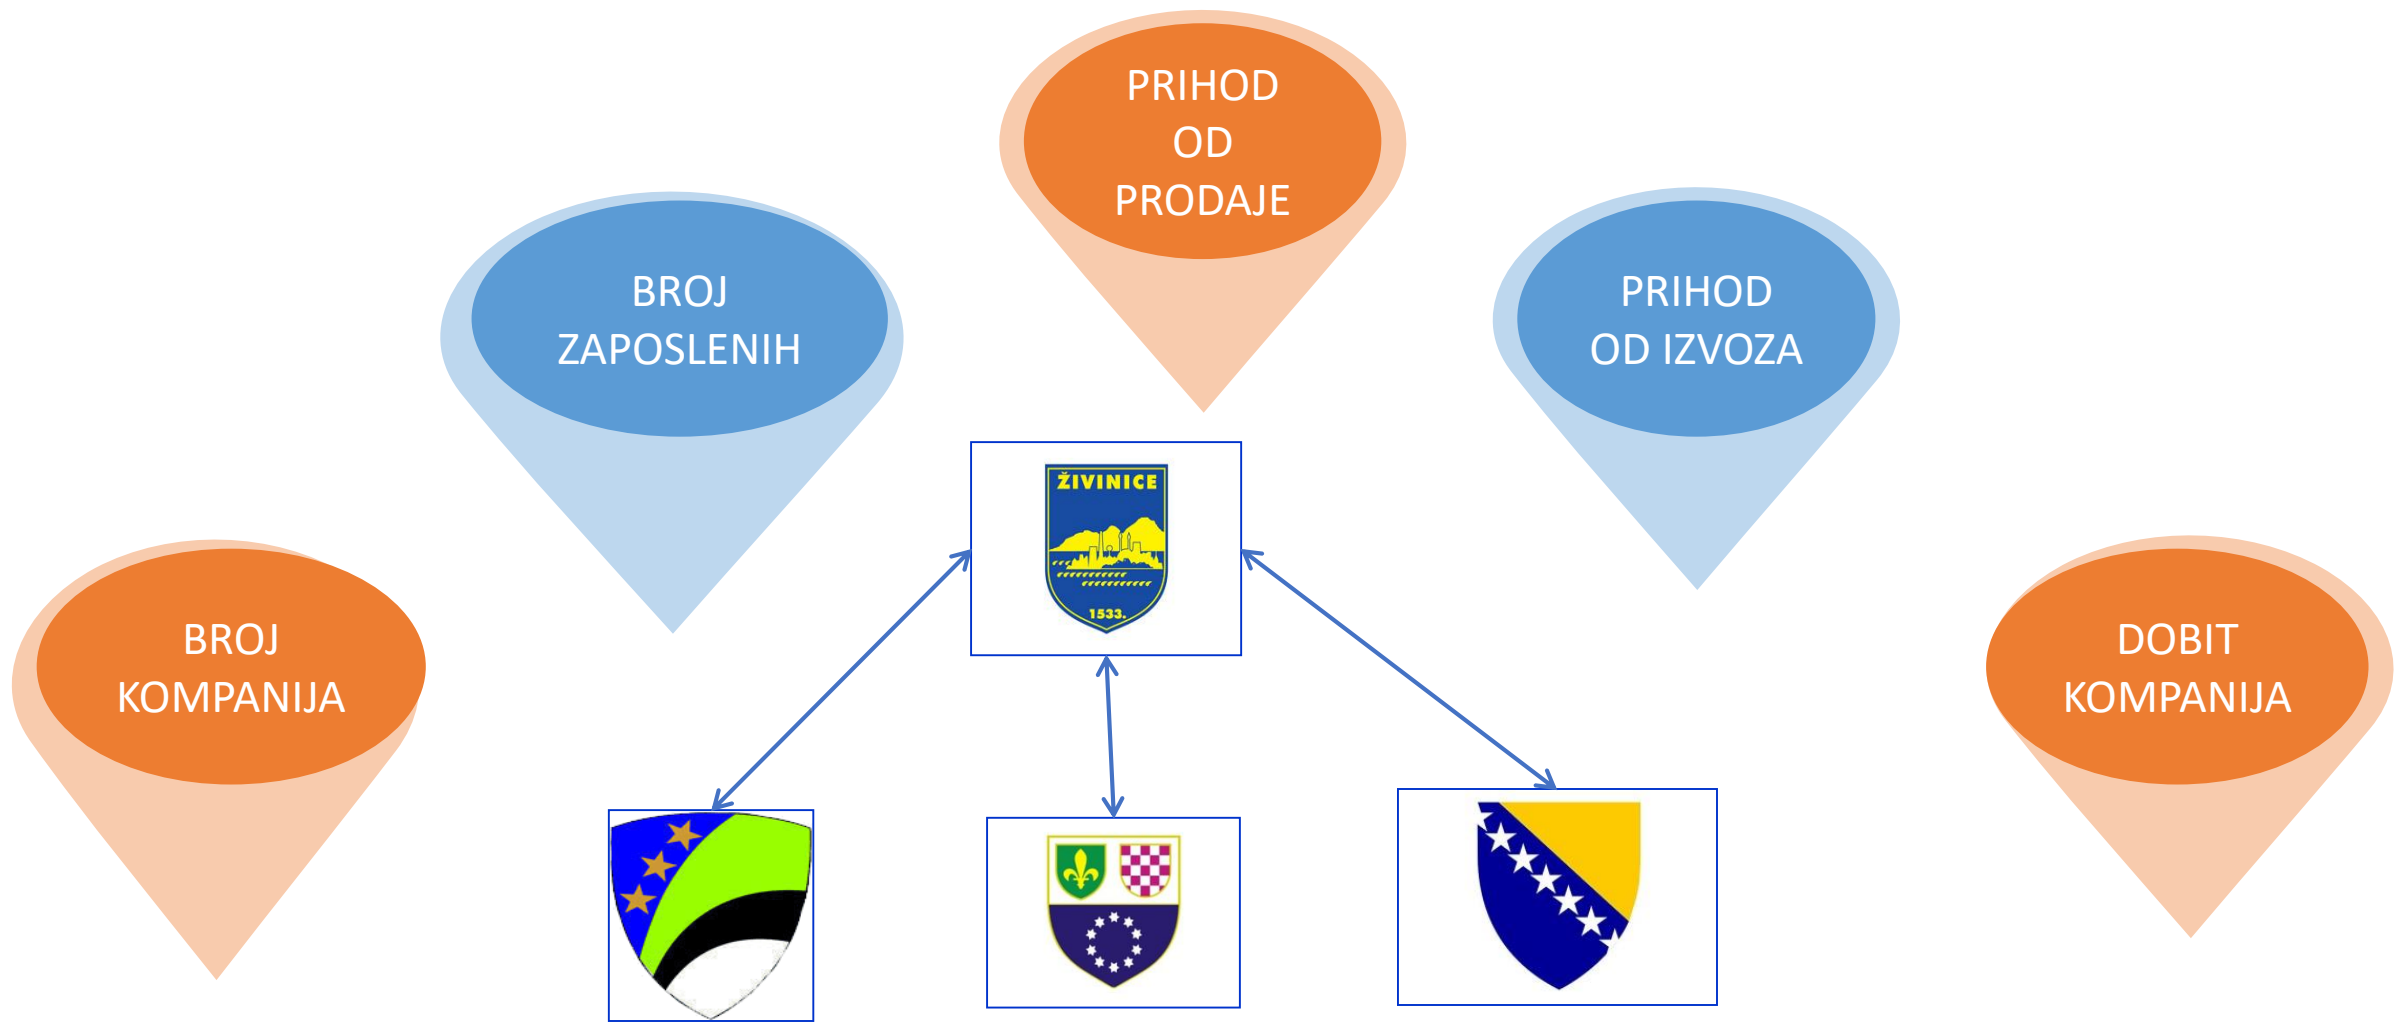 PRIHOD
OD
PRODAJE
BROJ
ZAPOSLENIH
PRIHOD
OD IZVOZA
ŽIVINICE
1533.
BROJ
KOMPANIJA
DOBIT
KOMPANIJA